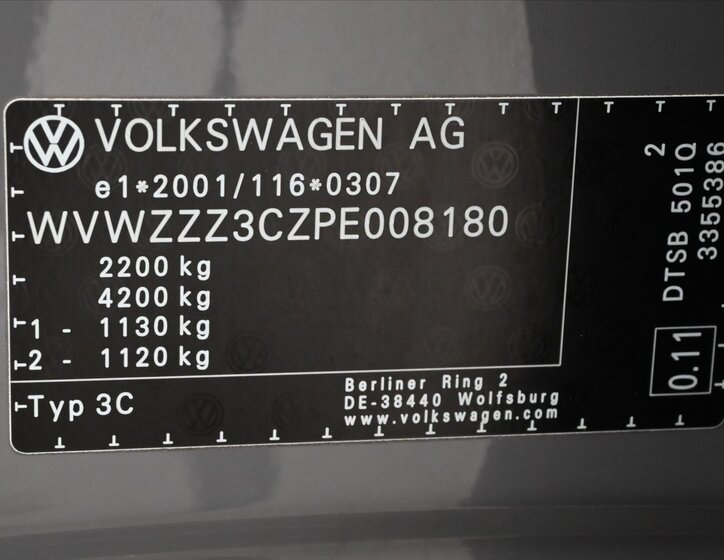 VOLKSWAGEN AG
e1*2001/116*0307
WVWZZZ3CZPE008180
2200 kg
4200 kg
1 - 1130 kg
2 - 1120 kg
Typ 3C
Berliner Ring 2
DE-38440 Wolfsburg
www.volkswagen.com
0.11
DTSB 501Q 2
3355386